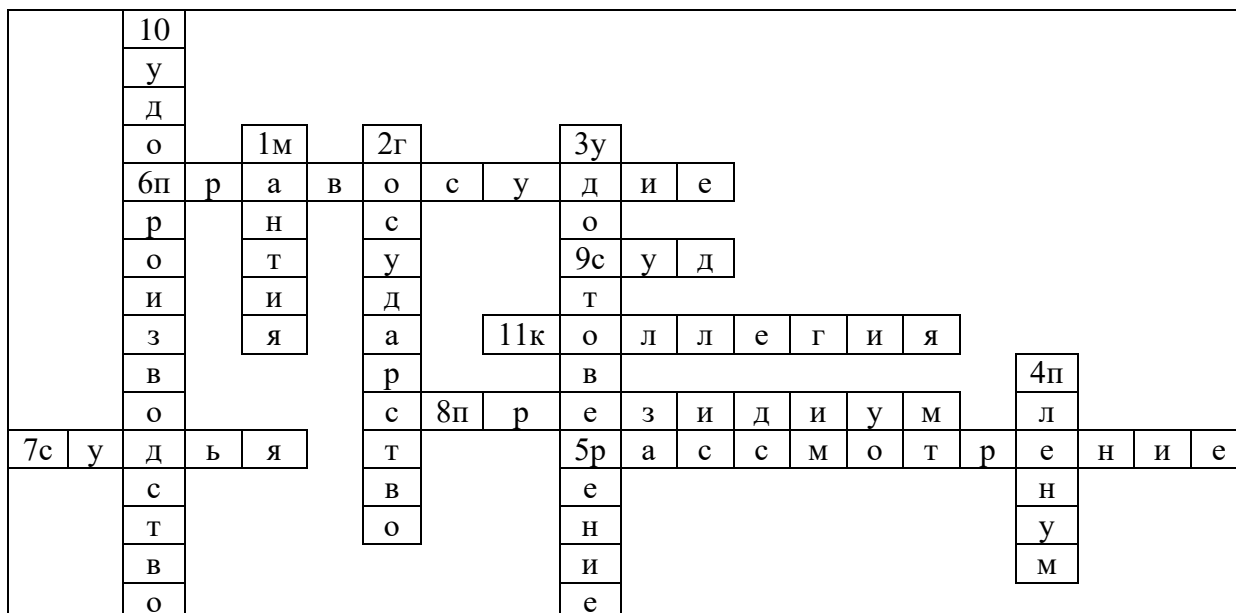 10
у
д
о 1м 2г 3у
6п р а в о с у д и е
р н с о
о т у 9с у д
и и д т
з я а 11к о л л е г и я
в р в 4п
о с 8п р е з и д и у м л
7с у д ь я т 5р а с с м о т р е н и е
с в е н
т о н у
в и м
о е